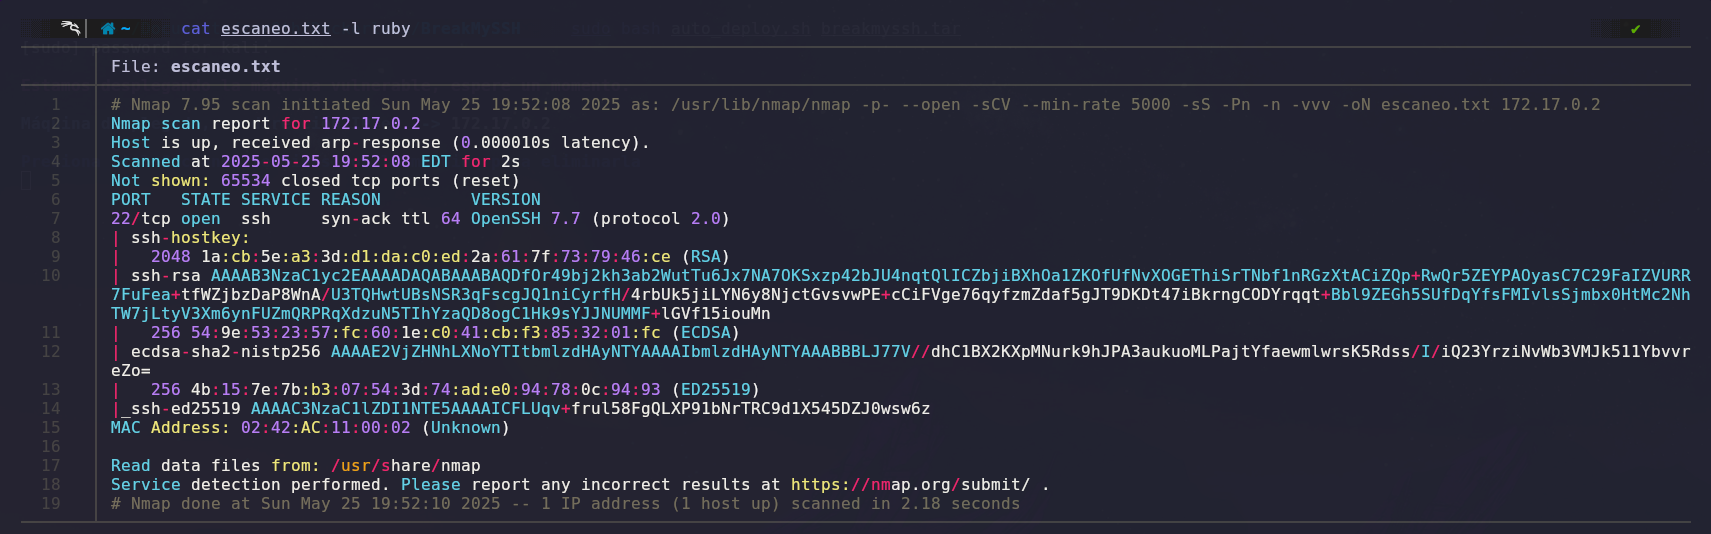 ~ cat escaneo.txt -l ruby ✔
File: escaneo.txt
1 # Nmap 7.95 scan initiated Sun May 25 19:52:08 2025 as: /usr/lib/nmap/nmap -p- --open -sCV --min-rate 5000 -sS -Pn -n -vvv -oN escaneo.txt 172.17.0.2
2 Nmap scan report for 172.17.0.2
3 Host is up, received arp-response (0.000010s latency).
4 Scanned at 2025-05-25 19:52:08 EDT for 2s
5 Not shown: 65534 closed tcp ports (reset)
6 PORT   STATE SERVICE REASON         VERSION
7 22/tcp open  ssh     syn-ack ttl 64 OpenSSH 7.7 (protocol 2.0)
8 | ssh-hostkey:
9 |   2048 1a:cb:5e:a3:3d:d1:da:c0:ed:2a:61:7f:73:79:46:ce (RSA)
10 | ssh-rsa AAAAB3NzaC1yc2EAAAADAQABAAABAQDfOr49bj2kh3ab2WutTu6Jx7NA7OKSxzp42bJU4nqtQlICZbjiBXhOa1ZKOfUfNvXOGEThiSrTNbf1nRGzXtACiZQp+RwQr5ZEYPAOyasC7C29FaIZVURR
7FuFea+tfWZjbzDaP8WnA/U3TQHwtUBsNSR3qFscgJQ1niCyrfH/4rbUk5jiLYN6y8NjctGvsvwPE+cCiFVge76qyfzmZdaf5gJT9DKDt47iBkrngCODYrqqt+Bbl9ZEGh5SUfDqYfsFMIvlsSjmbx0HtMc2Nh
TW7jLtyV3Xm6ynFUZmQRPRqXdzuN5TIhYzaQD8ogC1Hk9sYJJNUMMF+lGVf15iouMn
11 |   256 54:9e:53:23:57:fc:60:1e:c0:41:cb:f3:85:32:01:fc (ECDSA)
12 | ecdsa-sha2-nistp256 AAAAE2VjZHNhLXNoYTItbmlzdHAyNTYAAAAIbmlzdHAyNTYAAABBBLJ77V//dhC1BX2KXpMNurk9hJPA3aukuoMLPajtYfaewmlwrsK5Rdss/I/iQ23YrziNvWb3VMJk511Ybvvr
eZo=
13 |   256 4b:15:7e:7b:b3:07:54:3d:74:ad:e0:94:78:0c:94:93 (ED25519)
14 |_ssh-ed25519 AAAAC3NzaC1lZDI1NTE5AAAAICFLUqv+frul58FgQLXP91bNrTRC9d1X545DZJ0wsw6z
15 MAC Address: 02:42:AC:11:00:02 (Unknown)
16
17 Read data files from: /usr/share/nmap
18 Service detection performed. Please report any incorrect results at https://nmap.org/submit/ .
19 # Nmap done at Sun May 25 19:52:10 2025 -- 1 IP address (1 host up) scanned in 2.18 seconds